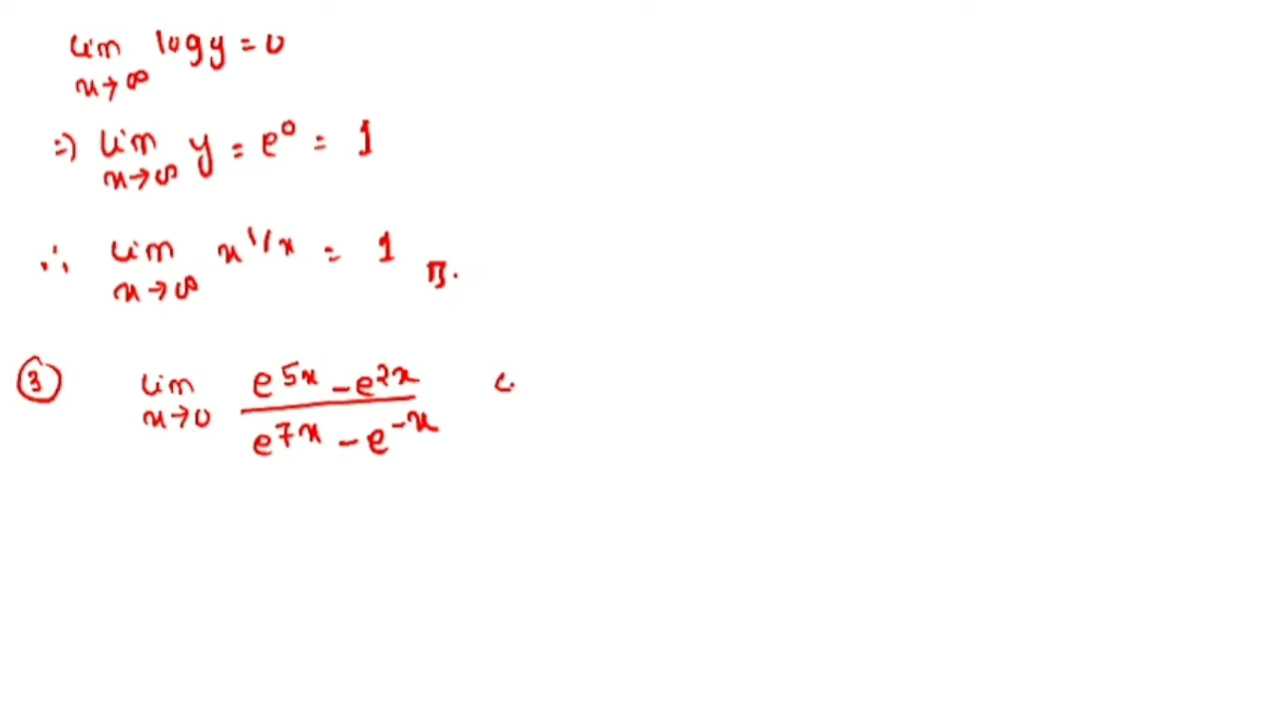 lim log y = 0
x→∞
⇒ lim y = e⁰ = 1
x→∞
∴ lim x^1/x = 1
x→∞
③ lim e^5x - e^2x
x→0 e^7x - e^-x